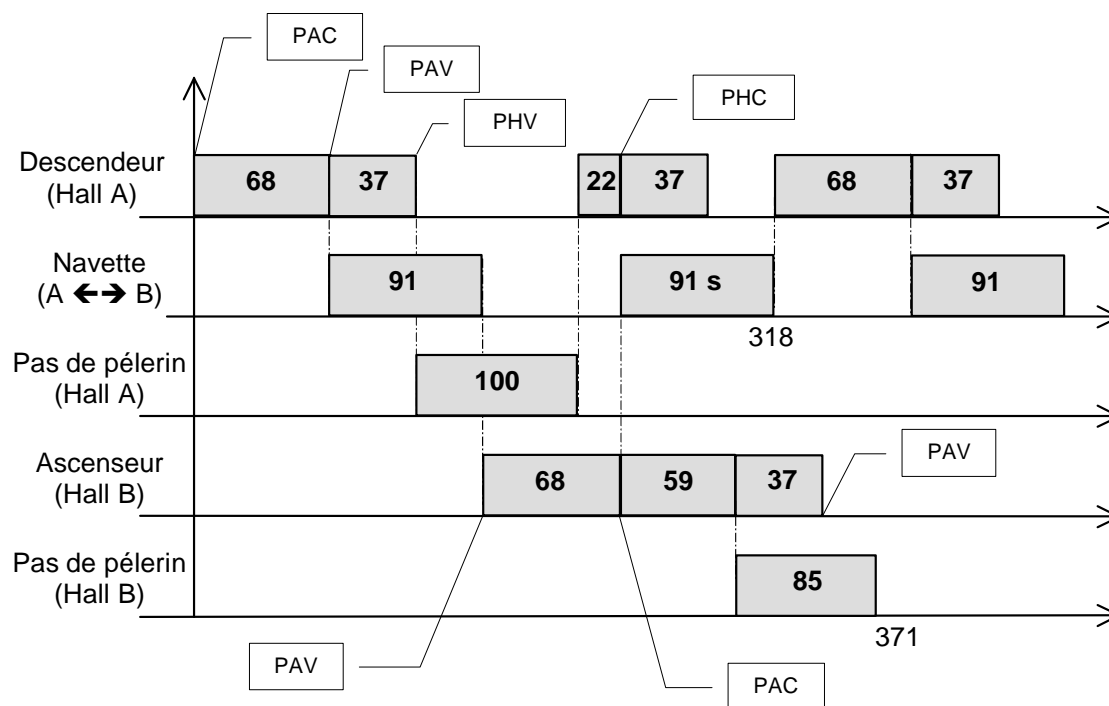 PAC
PAV
PHV
PHC
Descendeur
(Hall A)
68
37
22
37
68
37
Navette
(A ←→ B)
91
91 s
91
318
Pas de pélerin
(Hall A)
100
Ascenseur
(Hall B)
68
59
37
PAV
Pas de pélerin
(Hall B)
85
371
PAV
PAC